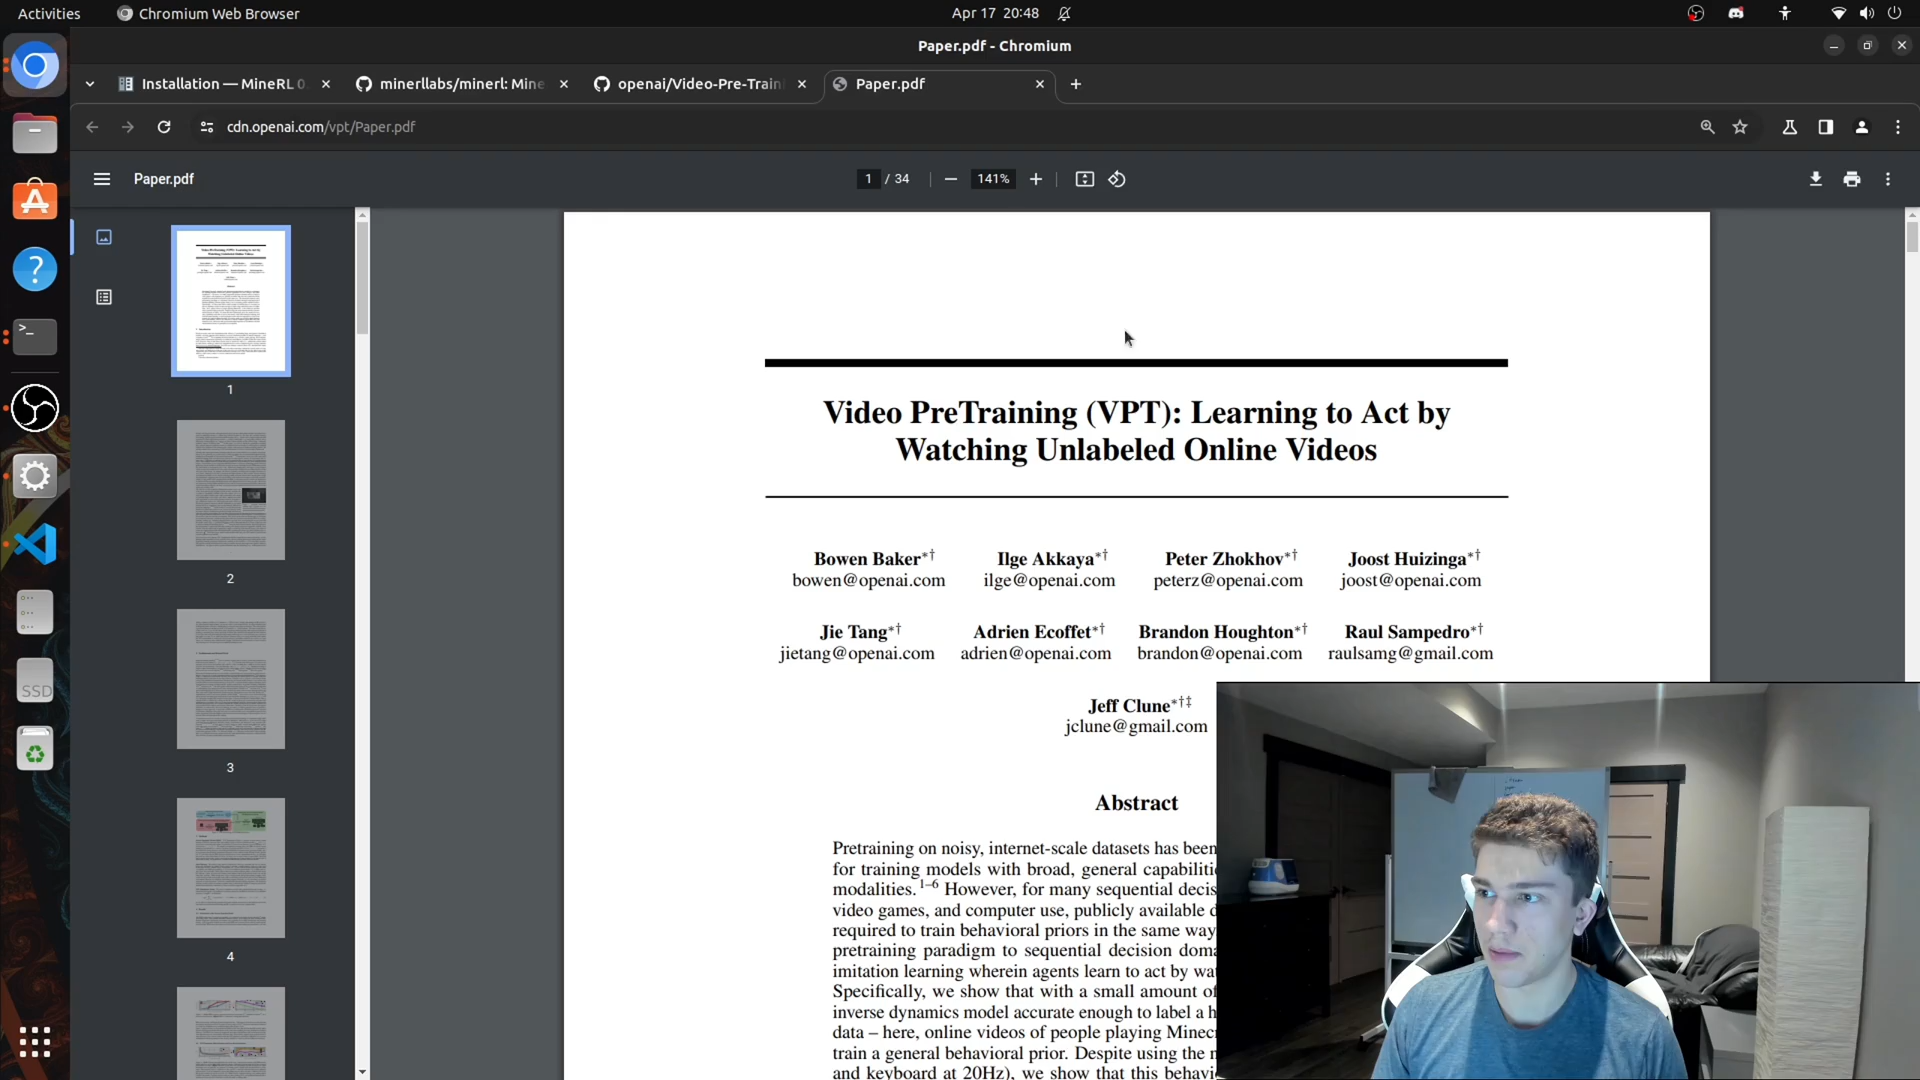 Activities
Chromium Web Browser
Apr 17 20:48
Paper.pdf - Chromium
Installation — MineRL 0.
minerllabs/minerl: Mine
openai/Video-Pre-Traini
Paper.pdf
cdn.openai.com/vpt/Paper.pdf
Paper.pdf
1 / 34
141%
1
2
3
4
SSD
Video PreTraining (VPT): Learning to Act by
Watching Unlabeled Online Videos
Bowen Baker*† Ilge Akkaya*† Peter Zhokhov*† Joost Huizinga*†
bowen@openai.com ilge@openai.com peterz@openai.com joost@openai.com
Jie Tang*† Adrien Ecoffet*† Brandon Houghton*† Raul Sampedro*†
jietang@openai.com adrien@openai.com brandon@openai.com raulsamg@gmail.com
Jeff Clune*†‡
jclune@gmail.com
Abstract
Pretraining on noisy, internet-scale datasets has been
for training models with broad, general capabiliti
modalities.1–6 However, for many sequential decis
video games, and computer use, publicly available d
required to train behavioral priors in the same way
pretraining paradigm to sequential decision doma
imitation learning wherein agents learn to act by wa
Specifically, we show that with a small amount of
inverse dynamics model accurate enough to label a h
data – here, online videos of people playing Minec
train a general behavioral prior. Despite using the n
and keyboard at 20Hz), we show that this behavi